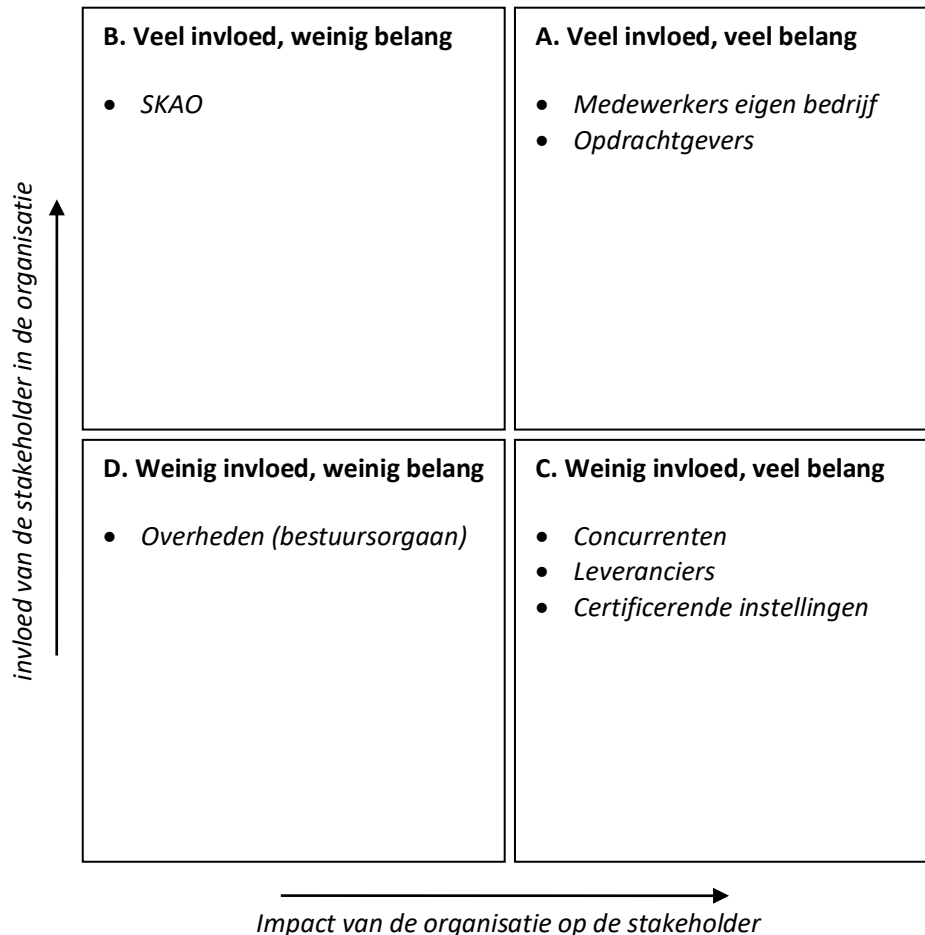 B. Veel invloed, weinig belang
• SKAO
A. Veel invloed, veel belang
• Medewerkers eigen bedrijf
• Opdrachtgevers
invloed van de stakeholder in de organisatie
D. Weinig invloed, weinig belang
• Overheden (bestuursorgaan)
C. Weinig invloed, veel belang
• Concurrenten
• Leveranciers
• Certificerende instellingen
Impact van de organisatie op de stakeholder